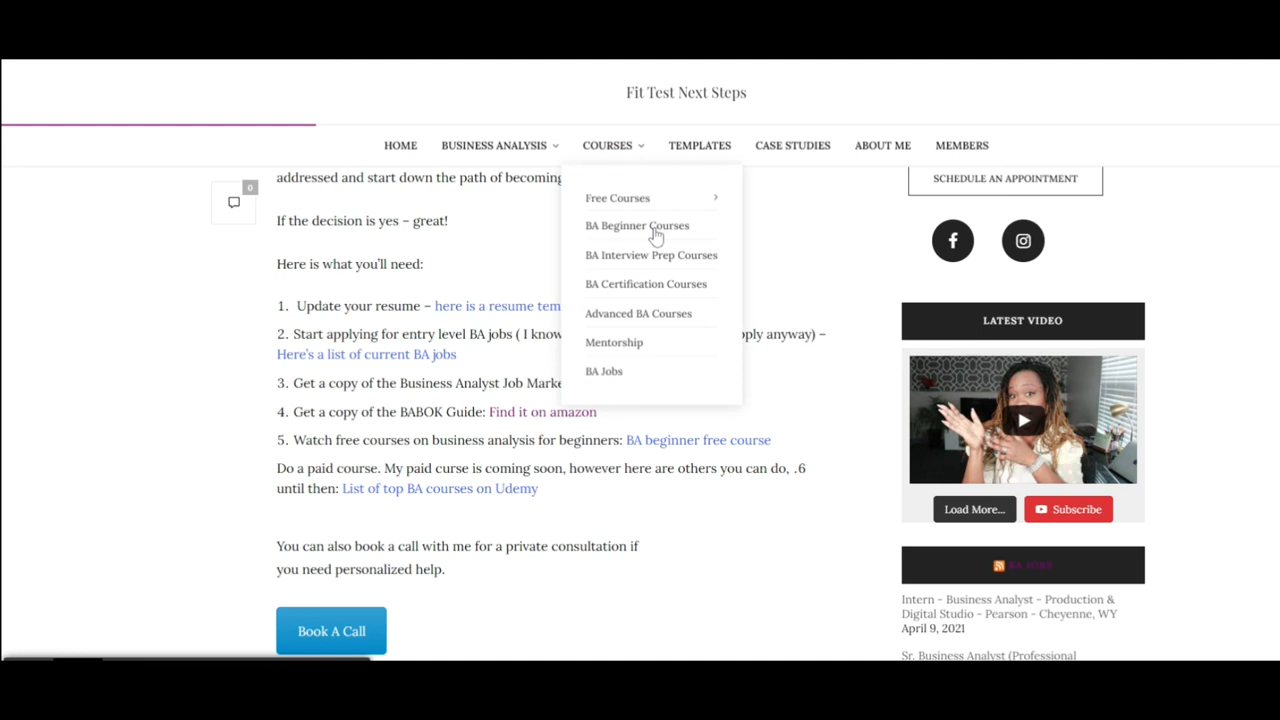 Fit Test Next Steps
HOME BUSINESS ANALYSIS COURSES TEMPLATES CASE STUDIES ABOUT ME MEMBERS
0
addressed and start down the path of becoming
If the decision is yes – great!
Here is what you'll need:
1. Update your resume – here is a resume tem
2. Start applying for entry level BA jobs ( I know pply anyway) –
Here's a list of current BA jobs
3. Get a copy of the Business Analyst Job Marke
4. Get a copy of the BABOK Guide: Find it on amazon
5. Watch free courses on business analysis for beginners: BA beginner free course
Do a paid course. My paid curse is coming soon, however here are others you can do, .6
until then: List of top BA courses on Udemy
You can also book a call with me for a private consultation if
you need personalized help.
Book A Call
Free Courses
BA Beginner Courses
BA Interview Prep Courses
BA Certification Courses
Advanced BA Courses
Mentorship
BA Jobs
SCHEDULE AN APPOINTMENT
LATEST VIDEO
Load More... Subscribe
BA JOBS
Intern - Business Analyst - Production &
Digital Studio - Pearson - Cheyenne, WY
April 9, 2021
Sr. Business Analyst (Professional